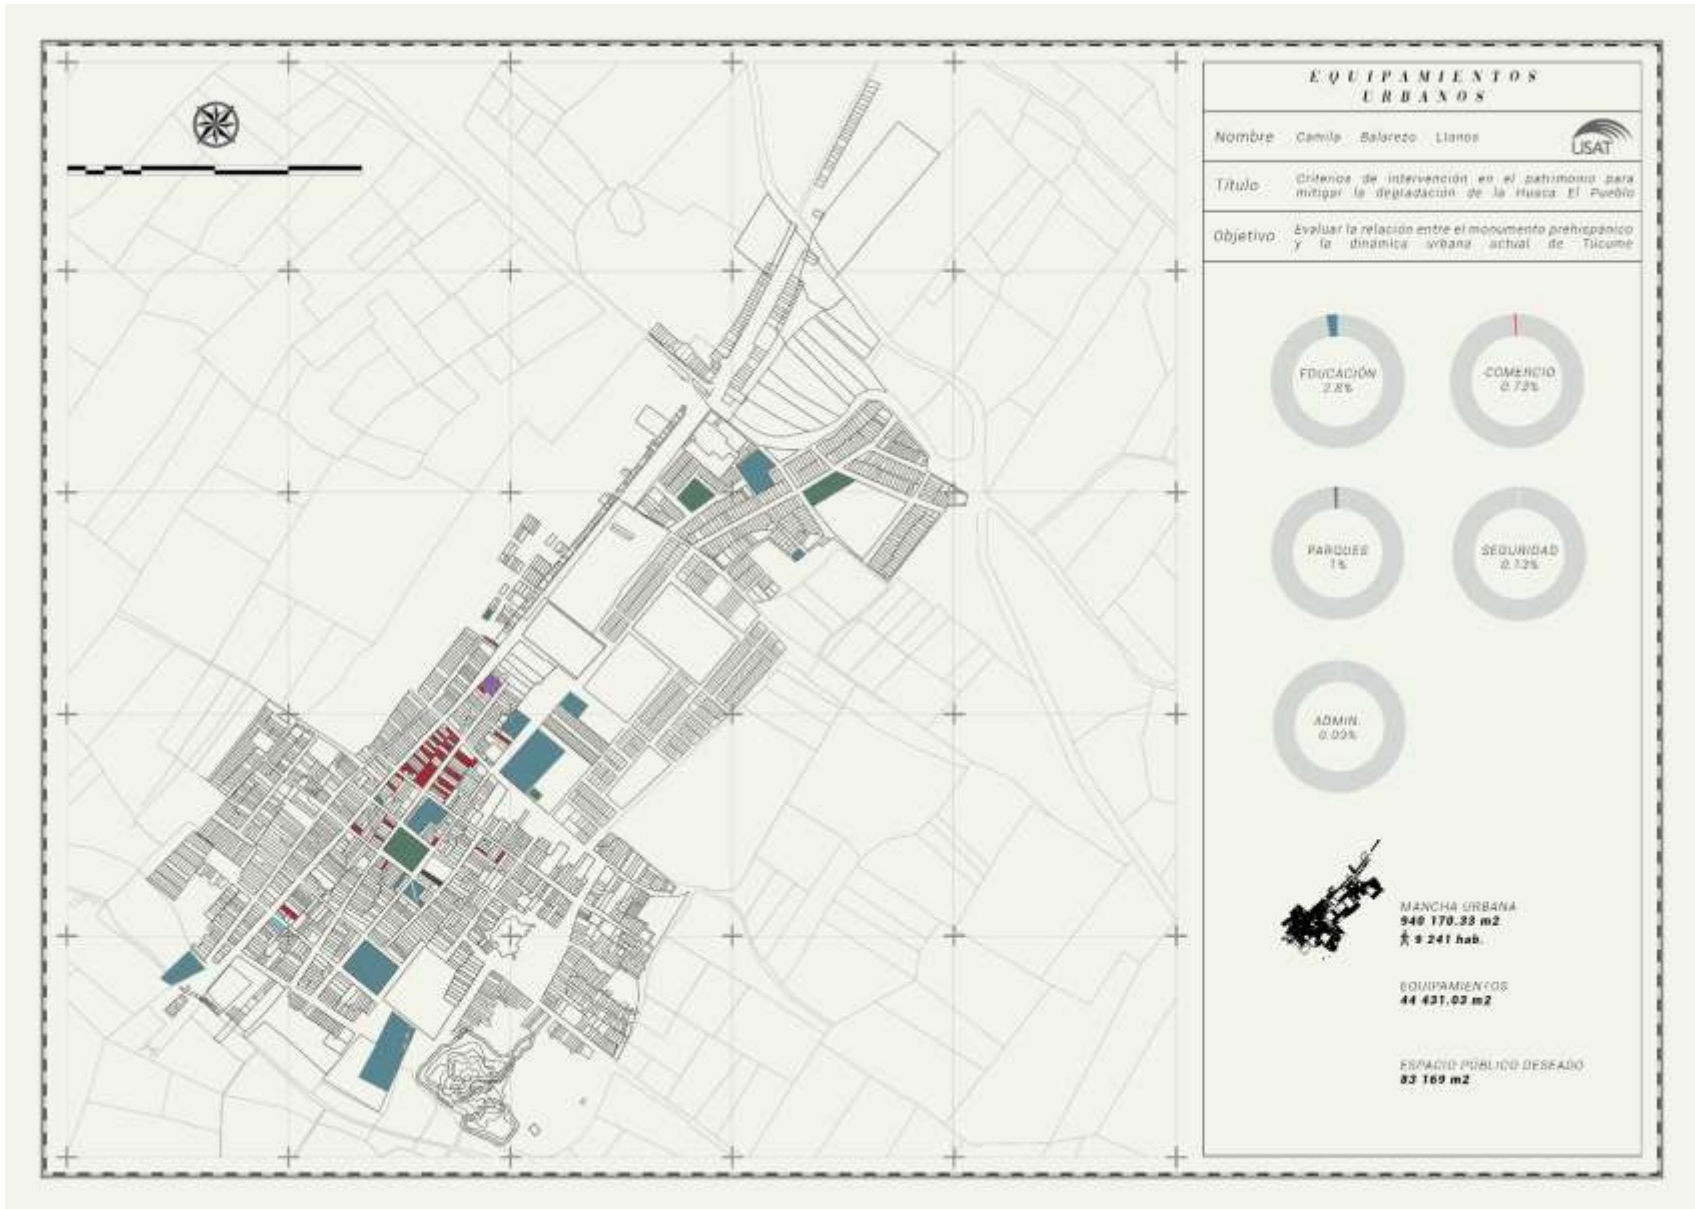 EQUIPAMIENTOS
URBANOS
Nombre Camila Balarezo Llanos
USAT
Título Criterios de intervención en el patrimonio para
mitigar la degradación de la Huaca El Pueblo
Objetivo Evaluar la relación entre el monumento prehispánico
y la dinámica urbana actual de Túcume
EDUCACIÓN
2.8%
COMERCIO
0.73%
PARQUES
1%
SEGURIDAD
0.13%
ADMIN.
MANCHA URBANA
940 170.33 m2
9 241 hab.
EQUIPAMIENTOS
44 431.03 m2
ESPACIO PÚBLICO DESEADO
83 169 m2